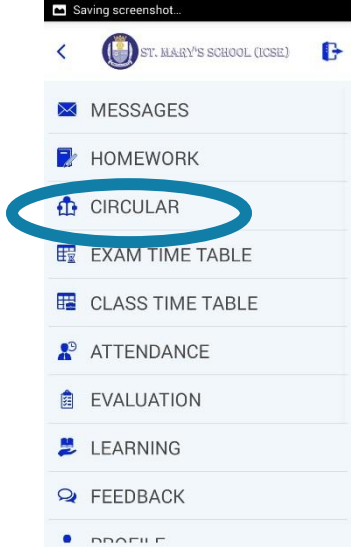 Saving screenshot...
ST. MARY'S SCHOOL (ICSE)
MESSAGES
HOMEWORK
CIRCULAR
EXAM TIME TABLE
CLASS TIME TABLE
ATTENDANCE
EVALUATION
LEARNING
FEEDBACK
PROFILE